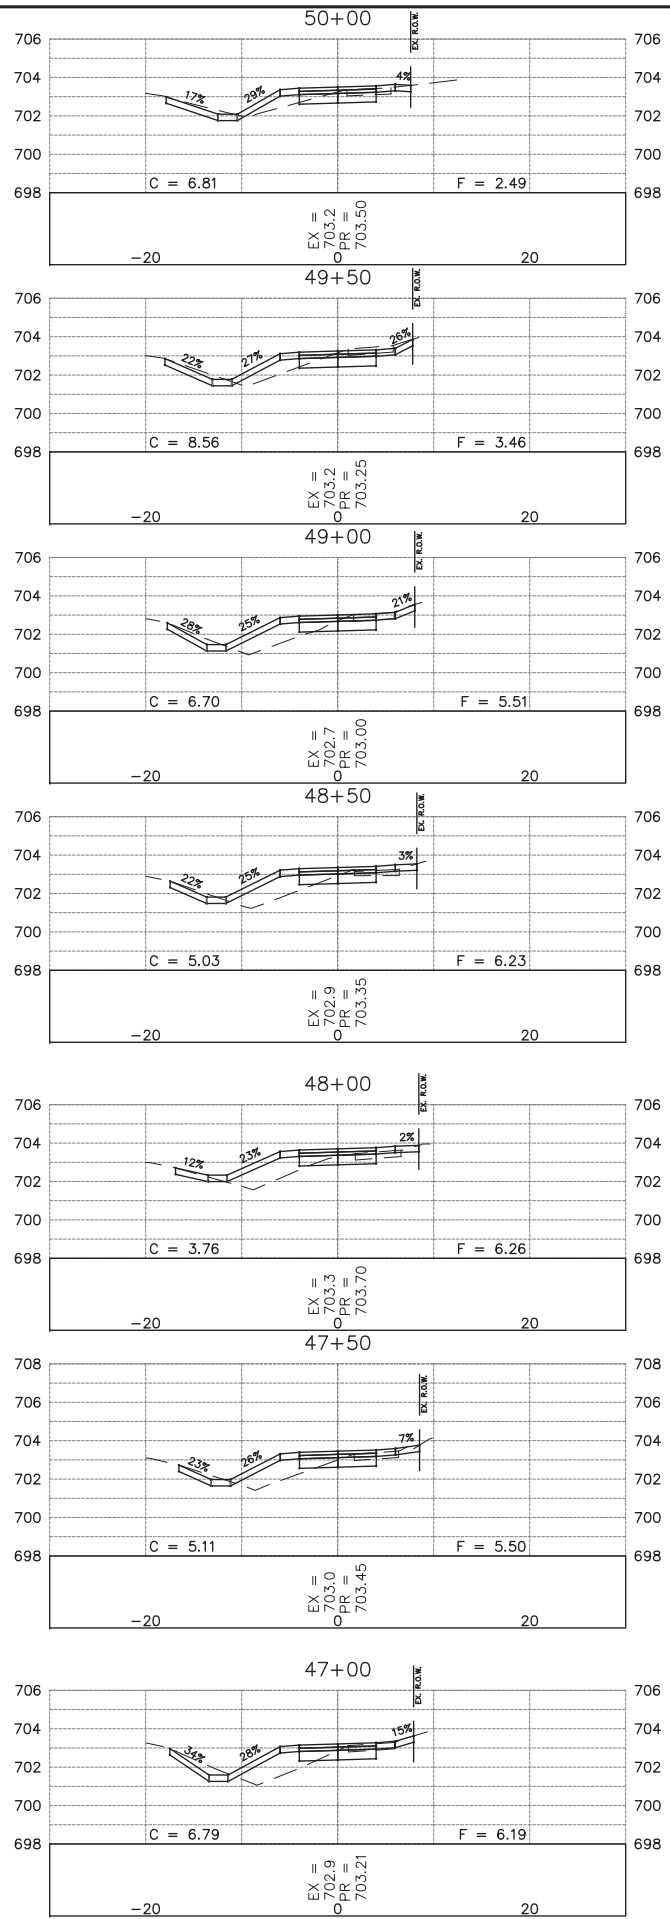 50+00
EX. R.O.W.
706 706
704 704
702 702
700 700
698 698
17% 29% 4%
C = 6.81 F = 2.49
EX = 703.2
PR = 703.50
-20 0 20
49+50
EX. R.O.W.
706 706
704 704
702 702
700 700
698 698
22% 27% 26%
C = 8.56 F = 3.46
EX = 703.2
PR = 703.25
-20 0 20
49+00
EX. R.O.W.
706 706
704 704
702 702
700 700
698 698
28% 25% 21%
C = 6.70 F = 5.51
EX = 702.7
PR = 703.00
-20 0 20
48+50
EX. R.O.W.
706 706
704 704
702 702
700 700
698 698
22% 25% 3%
C = 5.03 F = 6.23
EX = 702.9
PR = 703.35
-20 0 20
48+00
EX. R.O.W.
706 706
704 704
702 702
700 700
698 698
12% 23% 2%
C = 3.76 F = 6.26
EX = 703.3
PR = 703.70
-20 0 20
47+50
EX. R.O.W.
708 708
706 706
704 704
702 702
700 700
698 698
23% 26% 7%
C = 5.11 F = 5.50
EX = 703.0
PR = 703.45
-20 0 20
47+00
EX. R.O.W.
706 706
704 704
702 702
700 700
698 698
34% 28% 15%
C = 6.79 F = 6.19
EX = 702.9
PR = 703.21
-20 0 20